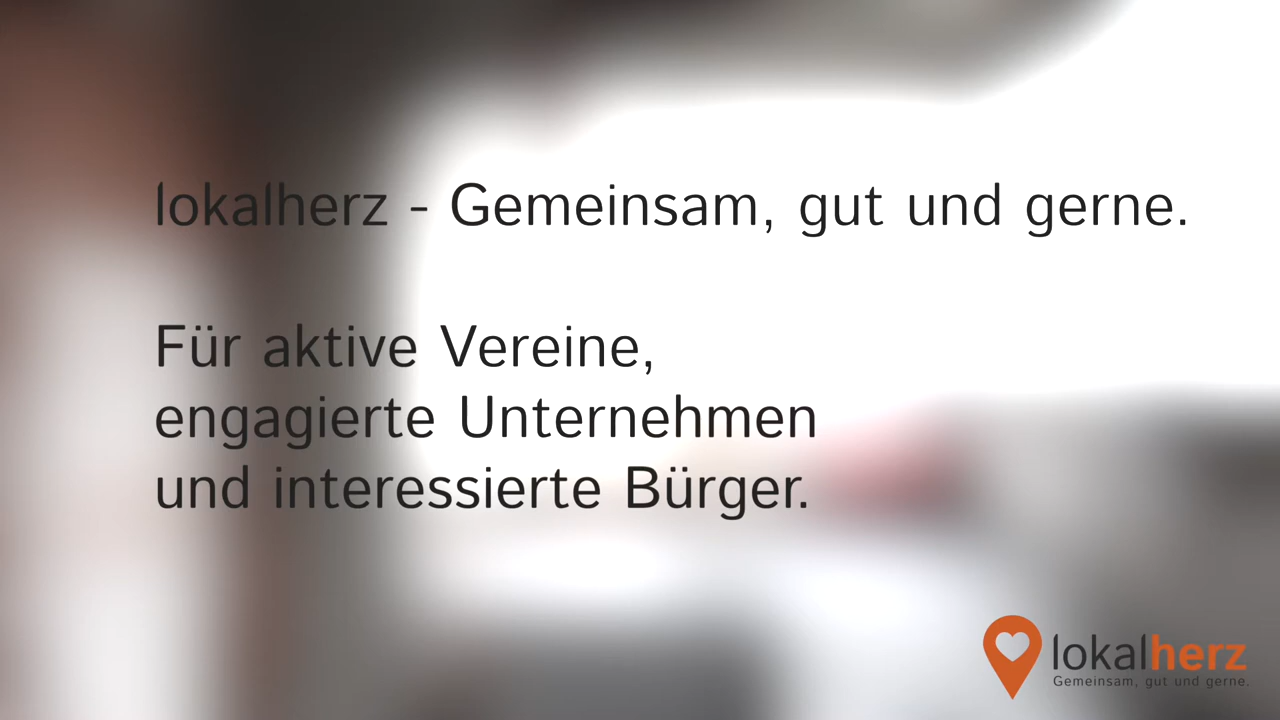 lokalherz - Gemeinsam, gut und gerne.
Für aktive Vereine,
engagierte Unternehmen
und interessierte Bürger.
lokalherz
Gemeinsam, gut und gerne.